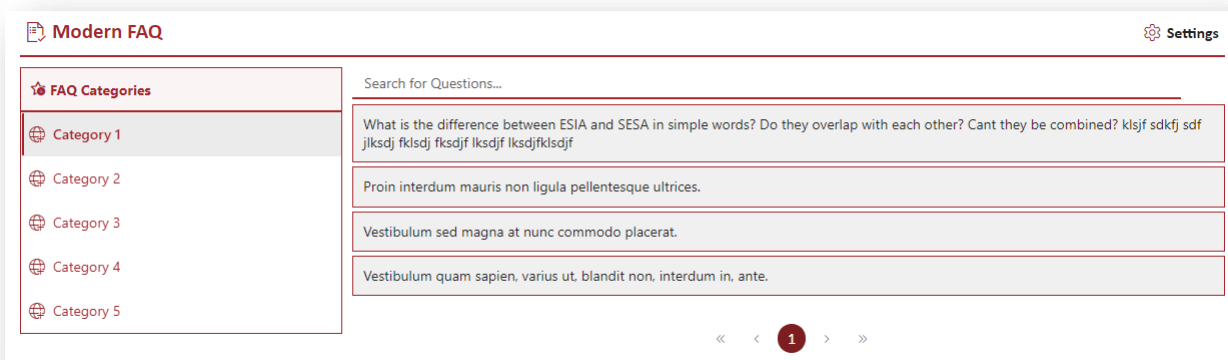 Modern FAQ
Settings
FAQ Categories
Category 1
Category 2
Category 3
Category 4
Category 5
Search for Questions...
What is the difference between ESIA and SESA in simple words? Do they overlap with each other? Cant they be combined? klsjf sdkfj sdf
jlksdj fklsdj fksdjf lksdjf lksdjfklsdjf
Proin interdum mauris non ligula pellentesque ultrices.
Vestibulum sed magna at nunc commodo placerat.
Vestibulum quam sapien, varius ut, blandit non, interdum in, ante.
« ‹ 1 › »